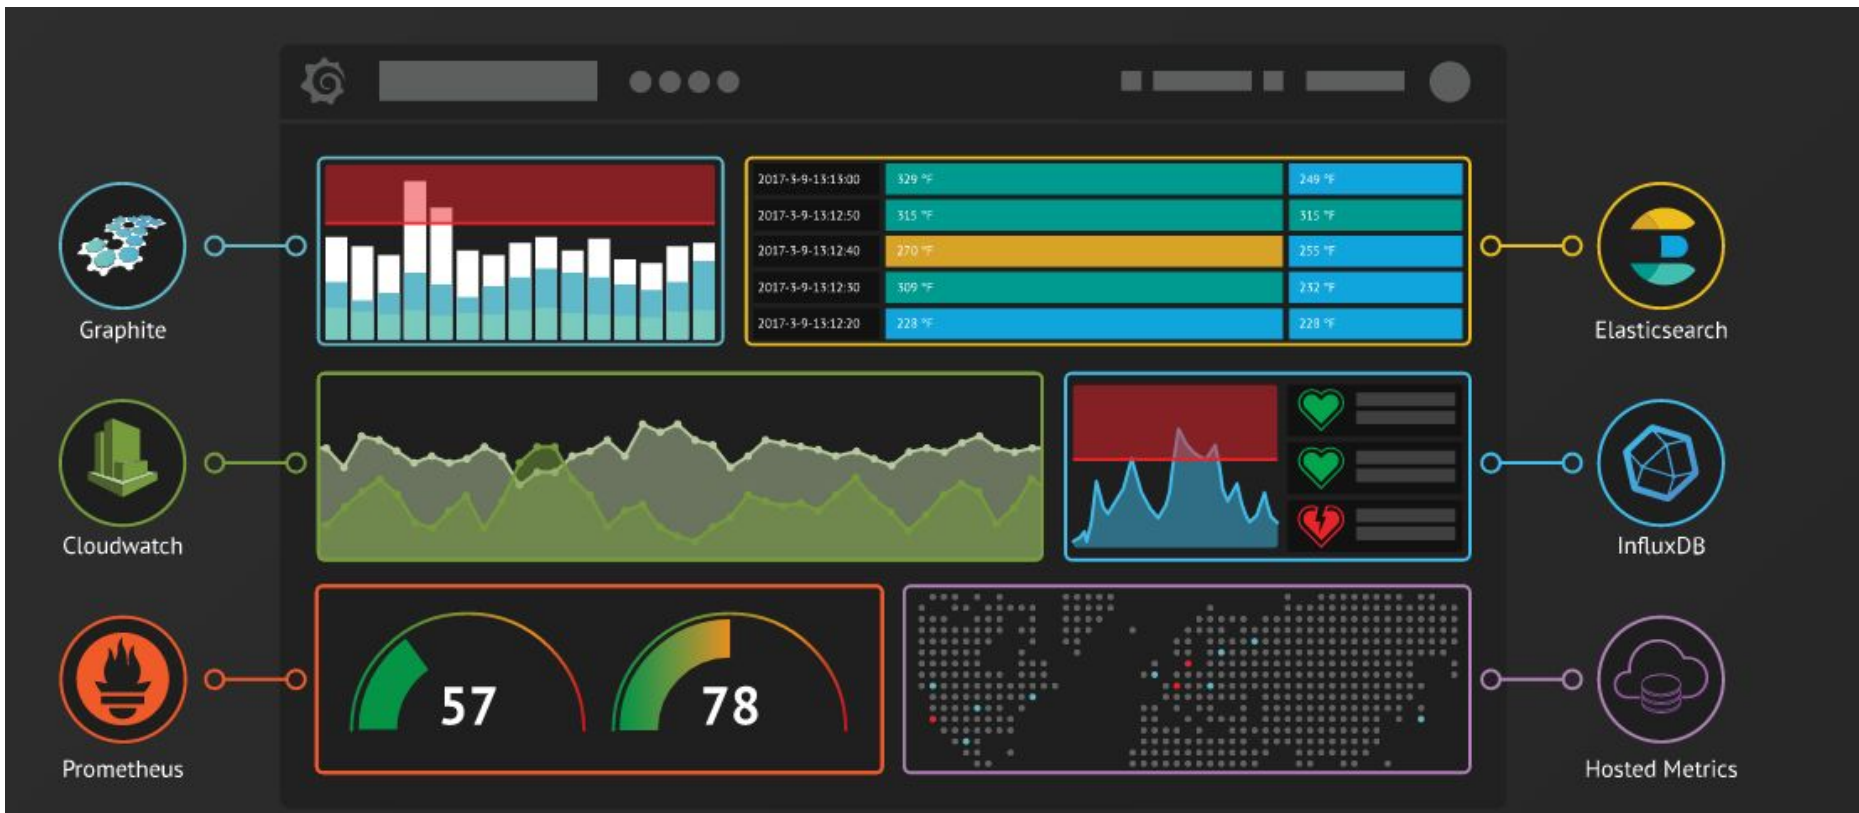 2017-3-9-13:13:00 329 °F 249 °F
2017-3-9-13:12:50 315 °F 315 °F
2017-3-9-13:12:40 270 °F 255 °F
2017-3-9-13:12:30 309 °F 232 °F
2017-3-9-13:12:20 228 °F 228 °F
Graphite
Elasticsearch
Cloudwatch
InfluxDB
57
78
Prometheus
Hosted Metrics